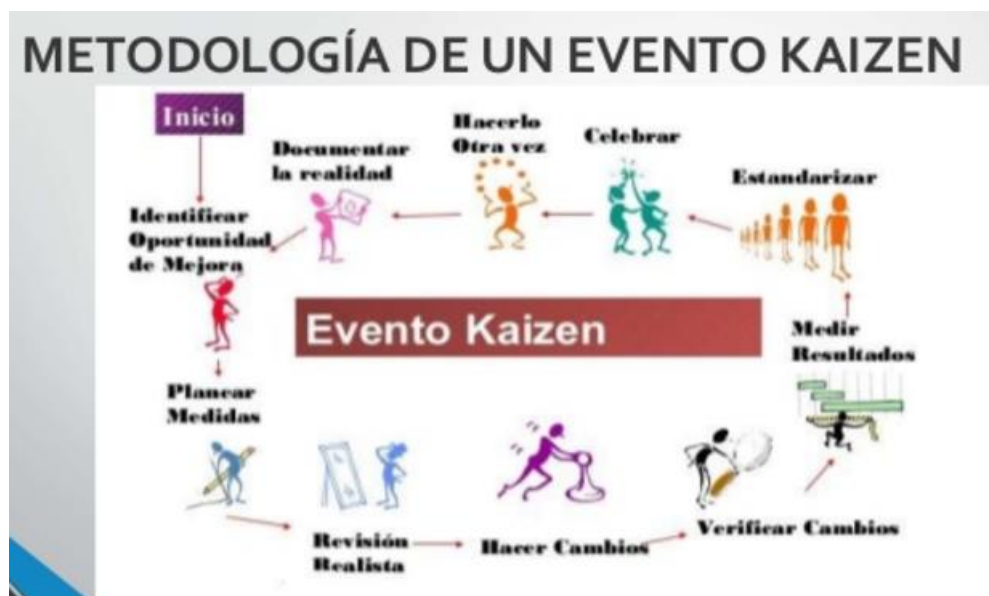 METODOLOGÍA DE UN EVENTO KAIZEN
Inicio
Identificar
Oportunidad
de Mejora
Planear
Medidas
Revisión
Realista
Hacer Cambios
Verificar Cambios
Medir
Resultados
Estandarizar
Celebrar
Hacerlo
Otra vez
Documentar
la realidad
Evento Kaizen